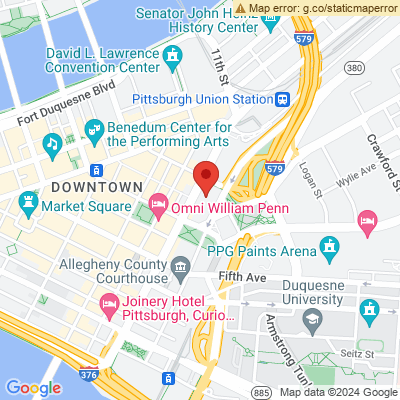 Map error: g.co/staticmaperror
Senator John Heinz
History Center
579
David L. Lawrence
Convention Center
11th St
380
Fort Duquesne Blvd
Pittsburgh Union Station
Crawford St
Benedum Center for
the Performing Arts
Logan St
Wylie Ave
579
DOWNTOWN
Market Square
Omni William Penn
PPG Paints Arena
Allegheny County
Courthouse
Fifth Ave
Joinery Hotel
Pittsburgh, Curio...
Duquesne
University
Armstrong Tunl
Seitz St
376
885
Google
Map data ©2024 Google